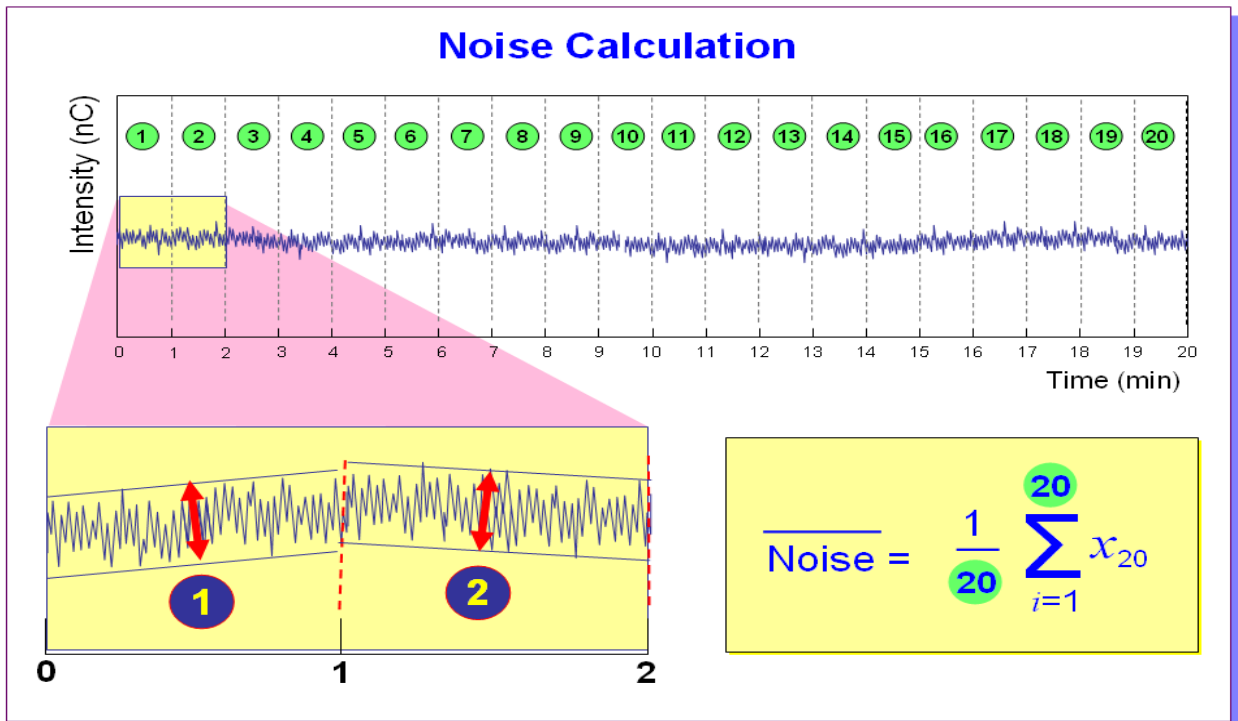 Noise Calculation
Intensity (nC)
1 2 3 4 5 6 7 8 9 10 11 12 13 14 15 16 17 18 19 20
0 1 2 3 4 5 6 7 8 9 10 11 12 13 14 15 16 17 18 19 20
Time (min)
1 2
0 1 2
20
Noise = 1/20 ∑ x₂₀
i=1